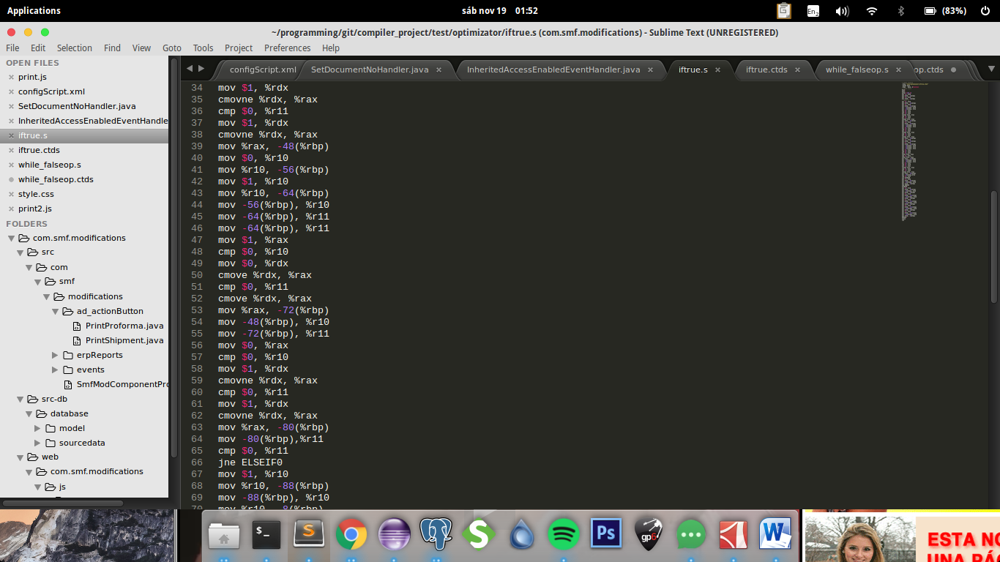 Applications
sáb nov 19 01:52
En2
(83%)
~/programming/git/compiler_project/test/optimizator/iftrue.s (com.smf.modifications) - Sublime Text (UNREGISTERED)
File Edit Selection Find View Goto Tools Project Preferences Help
OPEN FILES
print.js
configScript.xml
SetDocumentNoHandler.java
InheritedAccessEnabledEventHandle
iftrue.s
iftrue.ctds
while_falseop.s
while_falseop.ctds
style.css
print2.js
FOLDERS
com.smf.modifications
src
com
smf
modifications
ad_actionButton
PrintProforma.java
PrintShipment.java
erpReports
events
SmfModComponentPro
src-db
database
model
sourcedata
web
com.smf.modifications
js
configScript.xml SetDocumentNoHandler.java InheritedAccessEnabledEventHandler.java iftrue.s iftrue.ctds while_falseop.s op.ctds
34 mov $1, %rdx
35 cmovne %rdx, %rax
36 cmp $0, %r11
37 mov $1, %rdx
38 cmovne %rdx, %rax
39 mov %rax, -48(%rbp)
40 mov $0, %r10
41 mov %r10, -56(%rbp)
42 mov $1, %r10
43 mov %r10, -64(%rbp)
44 mov -56(%rbp), %r10
45 mov -64(%rbp), %r11
46 mov -64(%rbp), %r11
47 mov $1, %rax
48 cmp $0, %r10
49 mov $0, %rdx
50 cmove %rdx, %rax
51 cmp $0, %r11
52 cmove %rdx, %rax
53 mov %rax, -72(%rbp)
54 mov -48(%rbp), %r10
55 mov -72(%rbp), %r11
56 mov $0, %rax
57 cmp $0, %r10
58 mov $1, %rdx
59 cmovne %rdx, %rax
60 cmp $0, %r11
61 mov $1, %rdx
62 cmovne %rdx, %rax
63 mov %rax, -80(%rbp)
64 mov -80(%rbp),%r11
65 cmp $0, %r11
66 jne ELSEIF0
67 mov $1, %r10
68 mov %r10, -88(%rbp)
69 mov -88(%rbp), %r10
70 mov %r10, -8(%rbp)
$_
S
S
Ps
gp6
W
ESTA NO
UNA PÁG